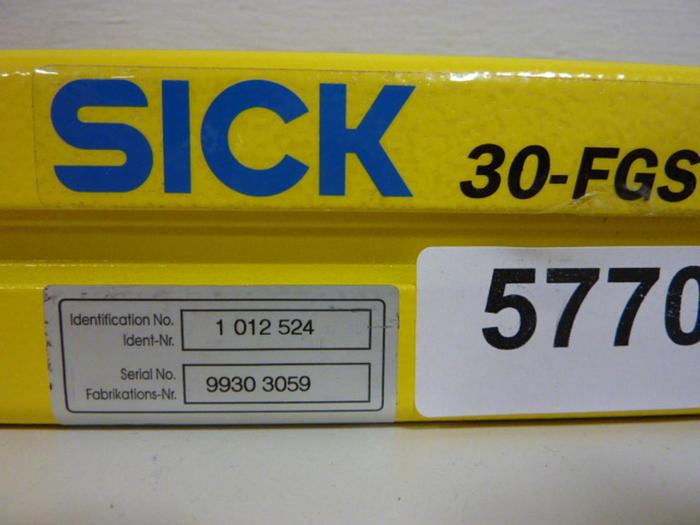 SICK 30-FGS
5770
Identification No.
Ident-Nr.
1 012 524
Serial No.
Fabrikations-Nr.
9930 3059